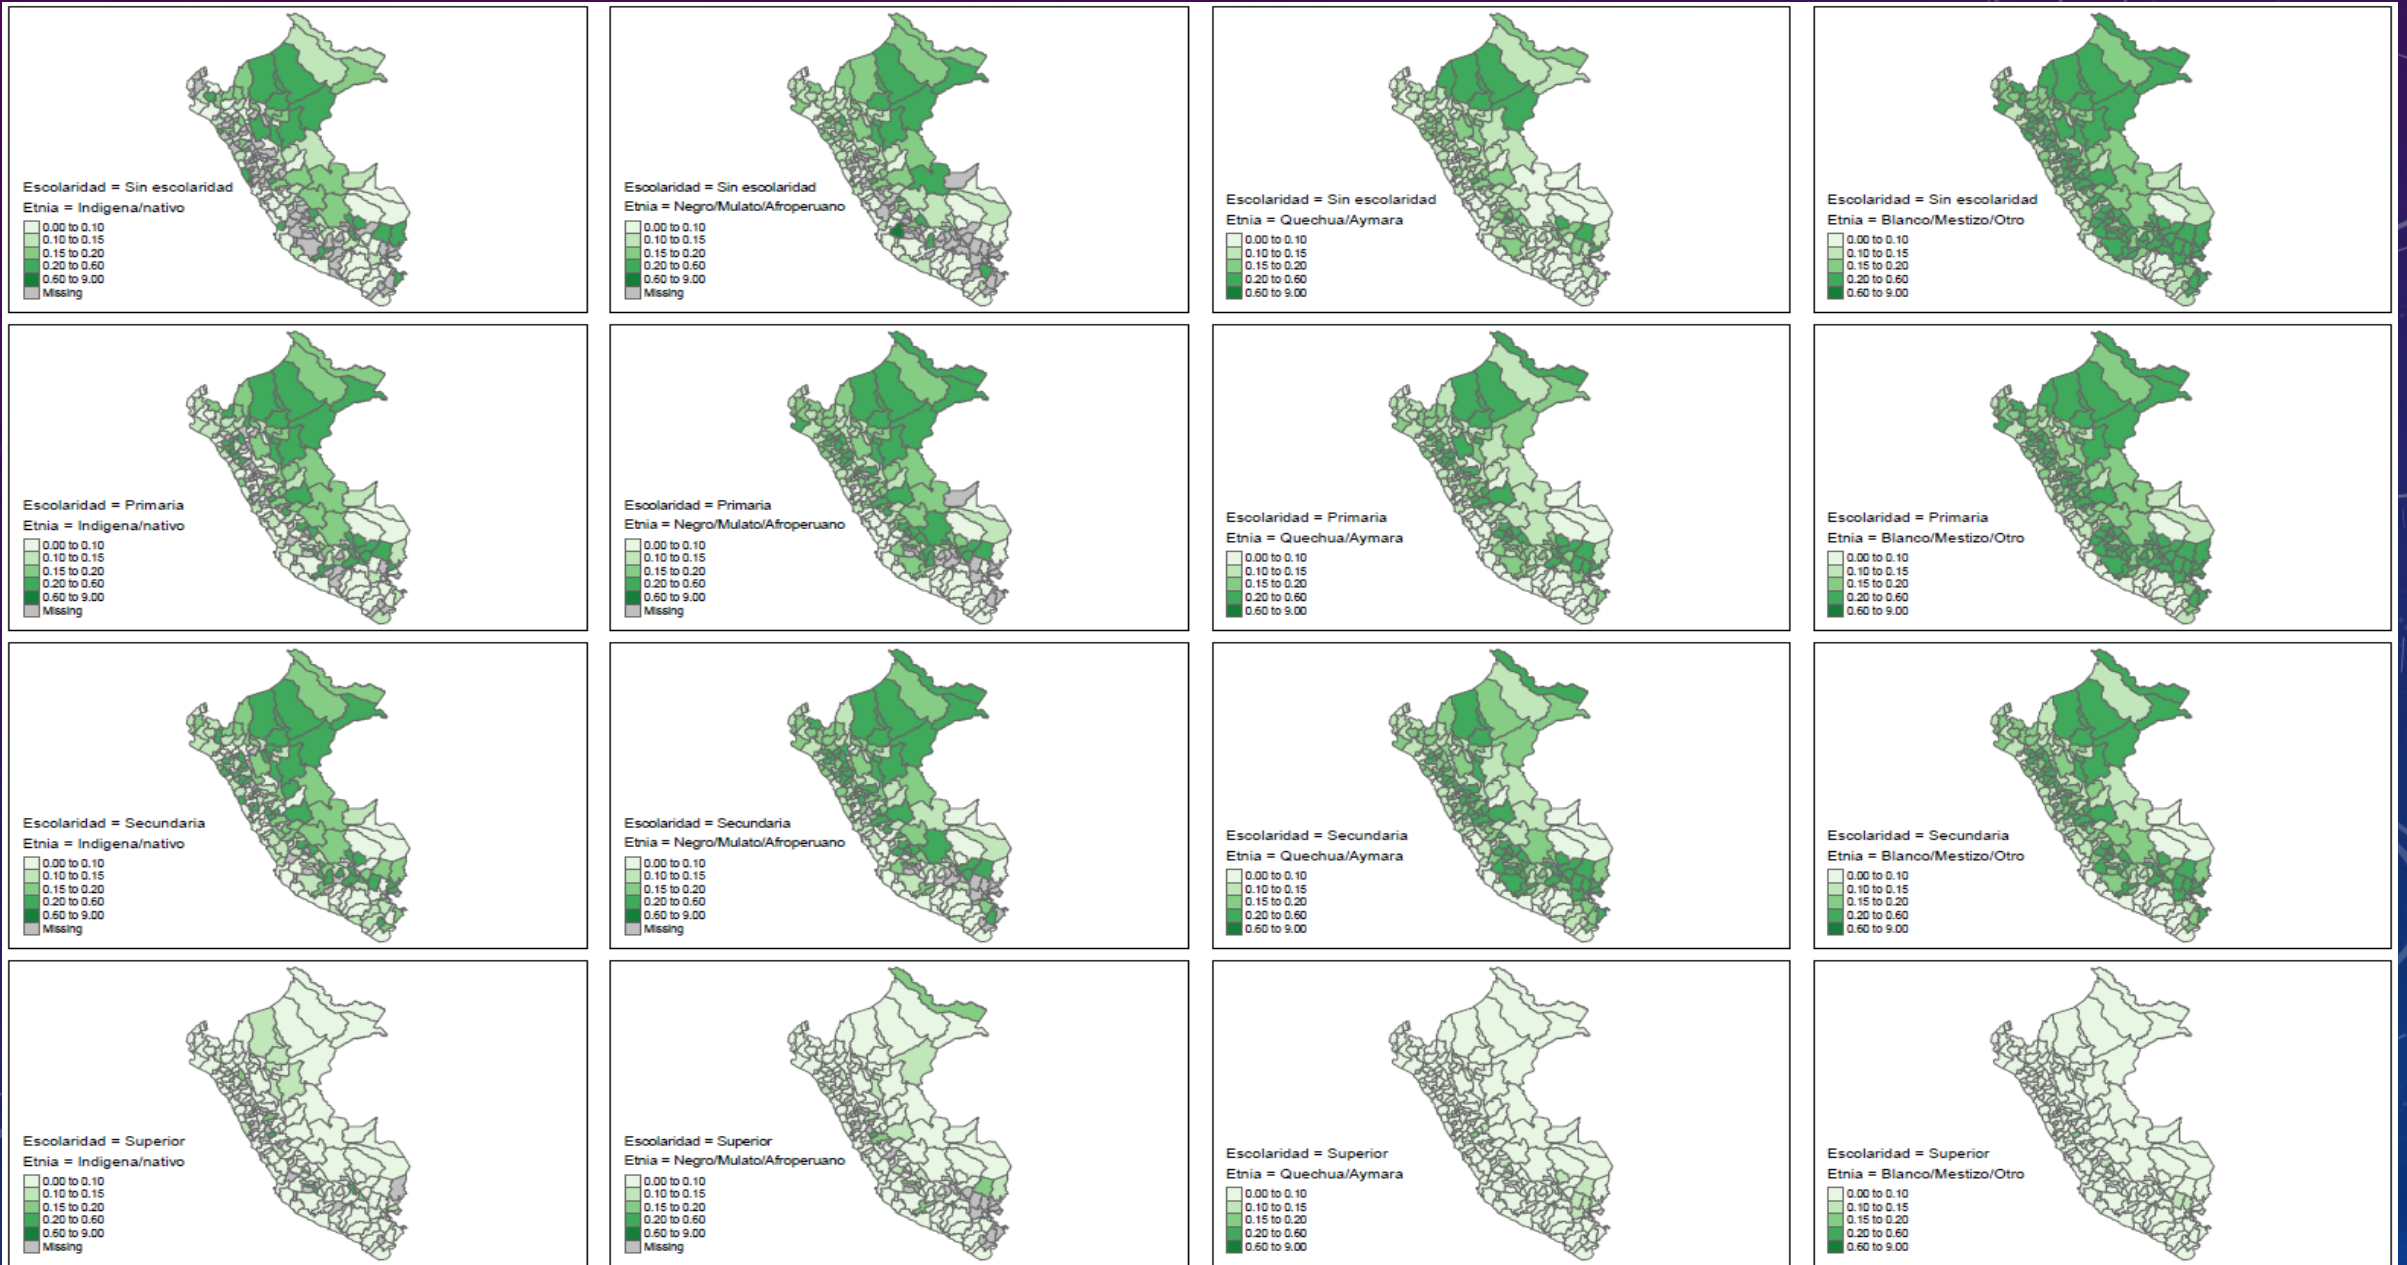 Escolaridad = Sin escolaridad
Etnia = Indigena/nativo
0.00 to 0.10
0.10 to 0.15
0.15 to 0.20
0.20 to 0.60
0.60 to 9.00
Missing
Escolaridad = Sin escolaridad
Etnia = Negro/Mulato/Afroperuano
0.00 to 0.10
0.10 to 0.15
0.15 to 0.20
0.20 to 0.60
0.60 to 9.00
Missing
Escolaridad = Sin escolaridad
Etnia = Quechua/Aymara
0.00 to 0.10
0.10 to 0.15
0.15 to 0.20
0.20 to 0.60
0.60 to 9.00
Escolaridad = Sin escolaridad
Etnia = Blanco/Mestizo/Otro
0.00 to 0.10
0.10 to 0.15
0.15 to 0.20
0.20 to 0.60
0.60 to 9.00
Escolaridad = Primaria
Etnia = Indigena/nativo
0.00 to 0.10
0.10 to 0.15
0.15 to 0.20
0.20 to 0.60
0.60 to 9.00
Missing
Escolaridad = Primaria
Etnia = Negro/Mulato/Afroperuano
0.00 to 0.10
0.10 to 0.15
0.15 to 0.20
0.20 to 0.60
0.60 to 9.00
Missing
Escolaridad = Primaria
Etnia = Quechua/Aymara
0.00 to 0.10
0.10 to 0.15
0.15 to 0.20
0.20 to 0.60
0.60 to 9.00
Escolaridad = Primaria
Etnia = Blanco/Mestizo/Otro
0.00 to 0.10
0.10 to 0.15
0.15 to 0.20
0.20 to 0.60
0.60 to 9.00
Escolaridad = Secundaria
Etnia = Indigena/nativo
0.00 to 0.10
0.10 to 0.15
0.15 to 0.20
0.20 to 0.60
0.60 to 9.00
Missing
Escolaridad = Secundaria
Etnia = Negro/Mulato/Afroperuano
0.00 to 0.10
0.10 to 0.15
0.15 to 0.20
0.20 to 0.60
0.60 to 9.00
Missing
Escolaridad = Secundaria
Etnia = Quechua/Aymara
0.00 to 0.10
0.10 to 0.15
0.15 to 0.20
0.20 to 0.60
0.60 to 9.00
Escolaridad = Secundaria
Etnia = Blanco/Mestizo/Otro
0.00 to 0.10
0.10 to 0.15
0.15 to 0.20
0.20 to 0.60
0.60 to 9.00
Escolaridad = Superior
Etnia = Indigena/nativo
0.00 to 0.10
0.10 to 0.15
0.15 to 0.20
0.20 to 0.60
0.60 to 9.00
Missing
Escolaridad = Superior
Etnia = Negro/Mulato/Afroperuano
0.00 to 0.10
0.10 to 0.15
0.15 to 0.20
0.20 to 0.60
0.60 to 9.00
Missing
Escolaridad = Superior
Etnia = Quechua/Aymara
0.00 to 0.10
0.10 to 0.15
0.15 to 0.20
0.20 to 0.60
0.60 to 9.00
Escolaridad = Superior
Etnia = Blanco/Mestizo/Otro
0.00 to 0.10
0.10 to 0.15
0.15 to 0.20
0.20 to 0.60
0.60 to 9.00